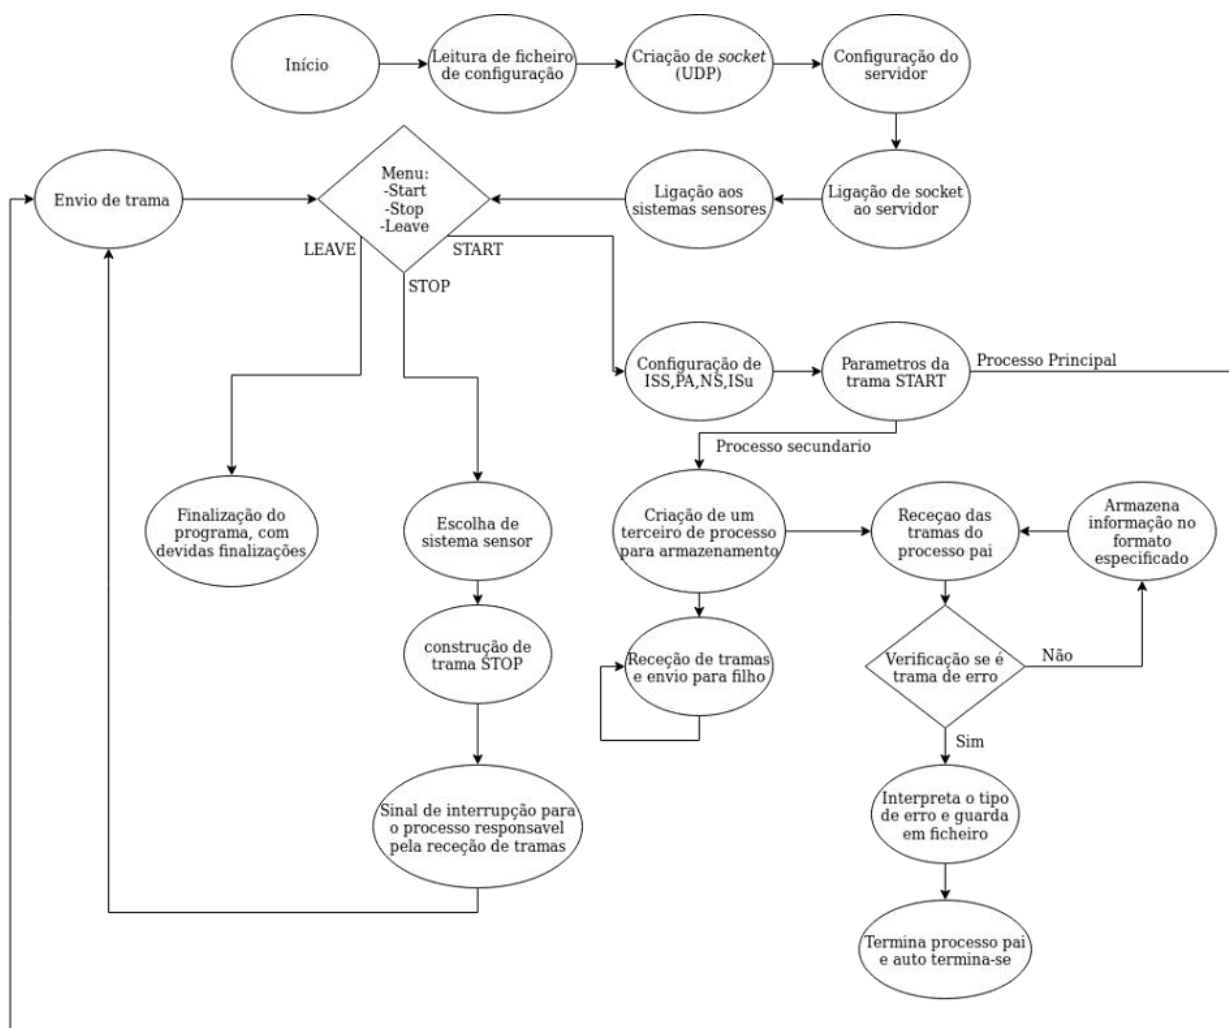 Início
Leitura de ficheiro
de configuração
Criação de socket
(UDP)
Configuração do
servidor
Envio de trama
Menu:
-Start
-Stop
-Leave
Ligação aos
sistemas sensores
Ligação de socket
ao servidor
LEAVE
START
STOP
Configuração de
ISS,PA,NS,ISu
Parametros da
trama START
Processo Principal
Processo secundario
Finalização do
programa, com
devidas finalizações
Escolha de
sistema sensor
Criação de um
terceiro de processo
para armazenamento
Receçao das
tramas do
processo pai
Armazena
informação no
formato
especificado
construção de
trama STOP
Receção de tramas
e envio para filho
Verificação se é
trama de erro
Não
Sim
Sinal de interrupção para
o processo responsavel
pela receção de tramas
Interpreta o tipo
de erro e guarda
em ficheiro
Termina processo pai
e auto termina-se